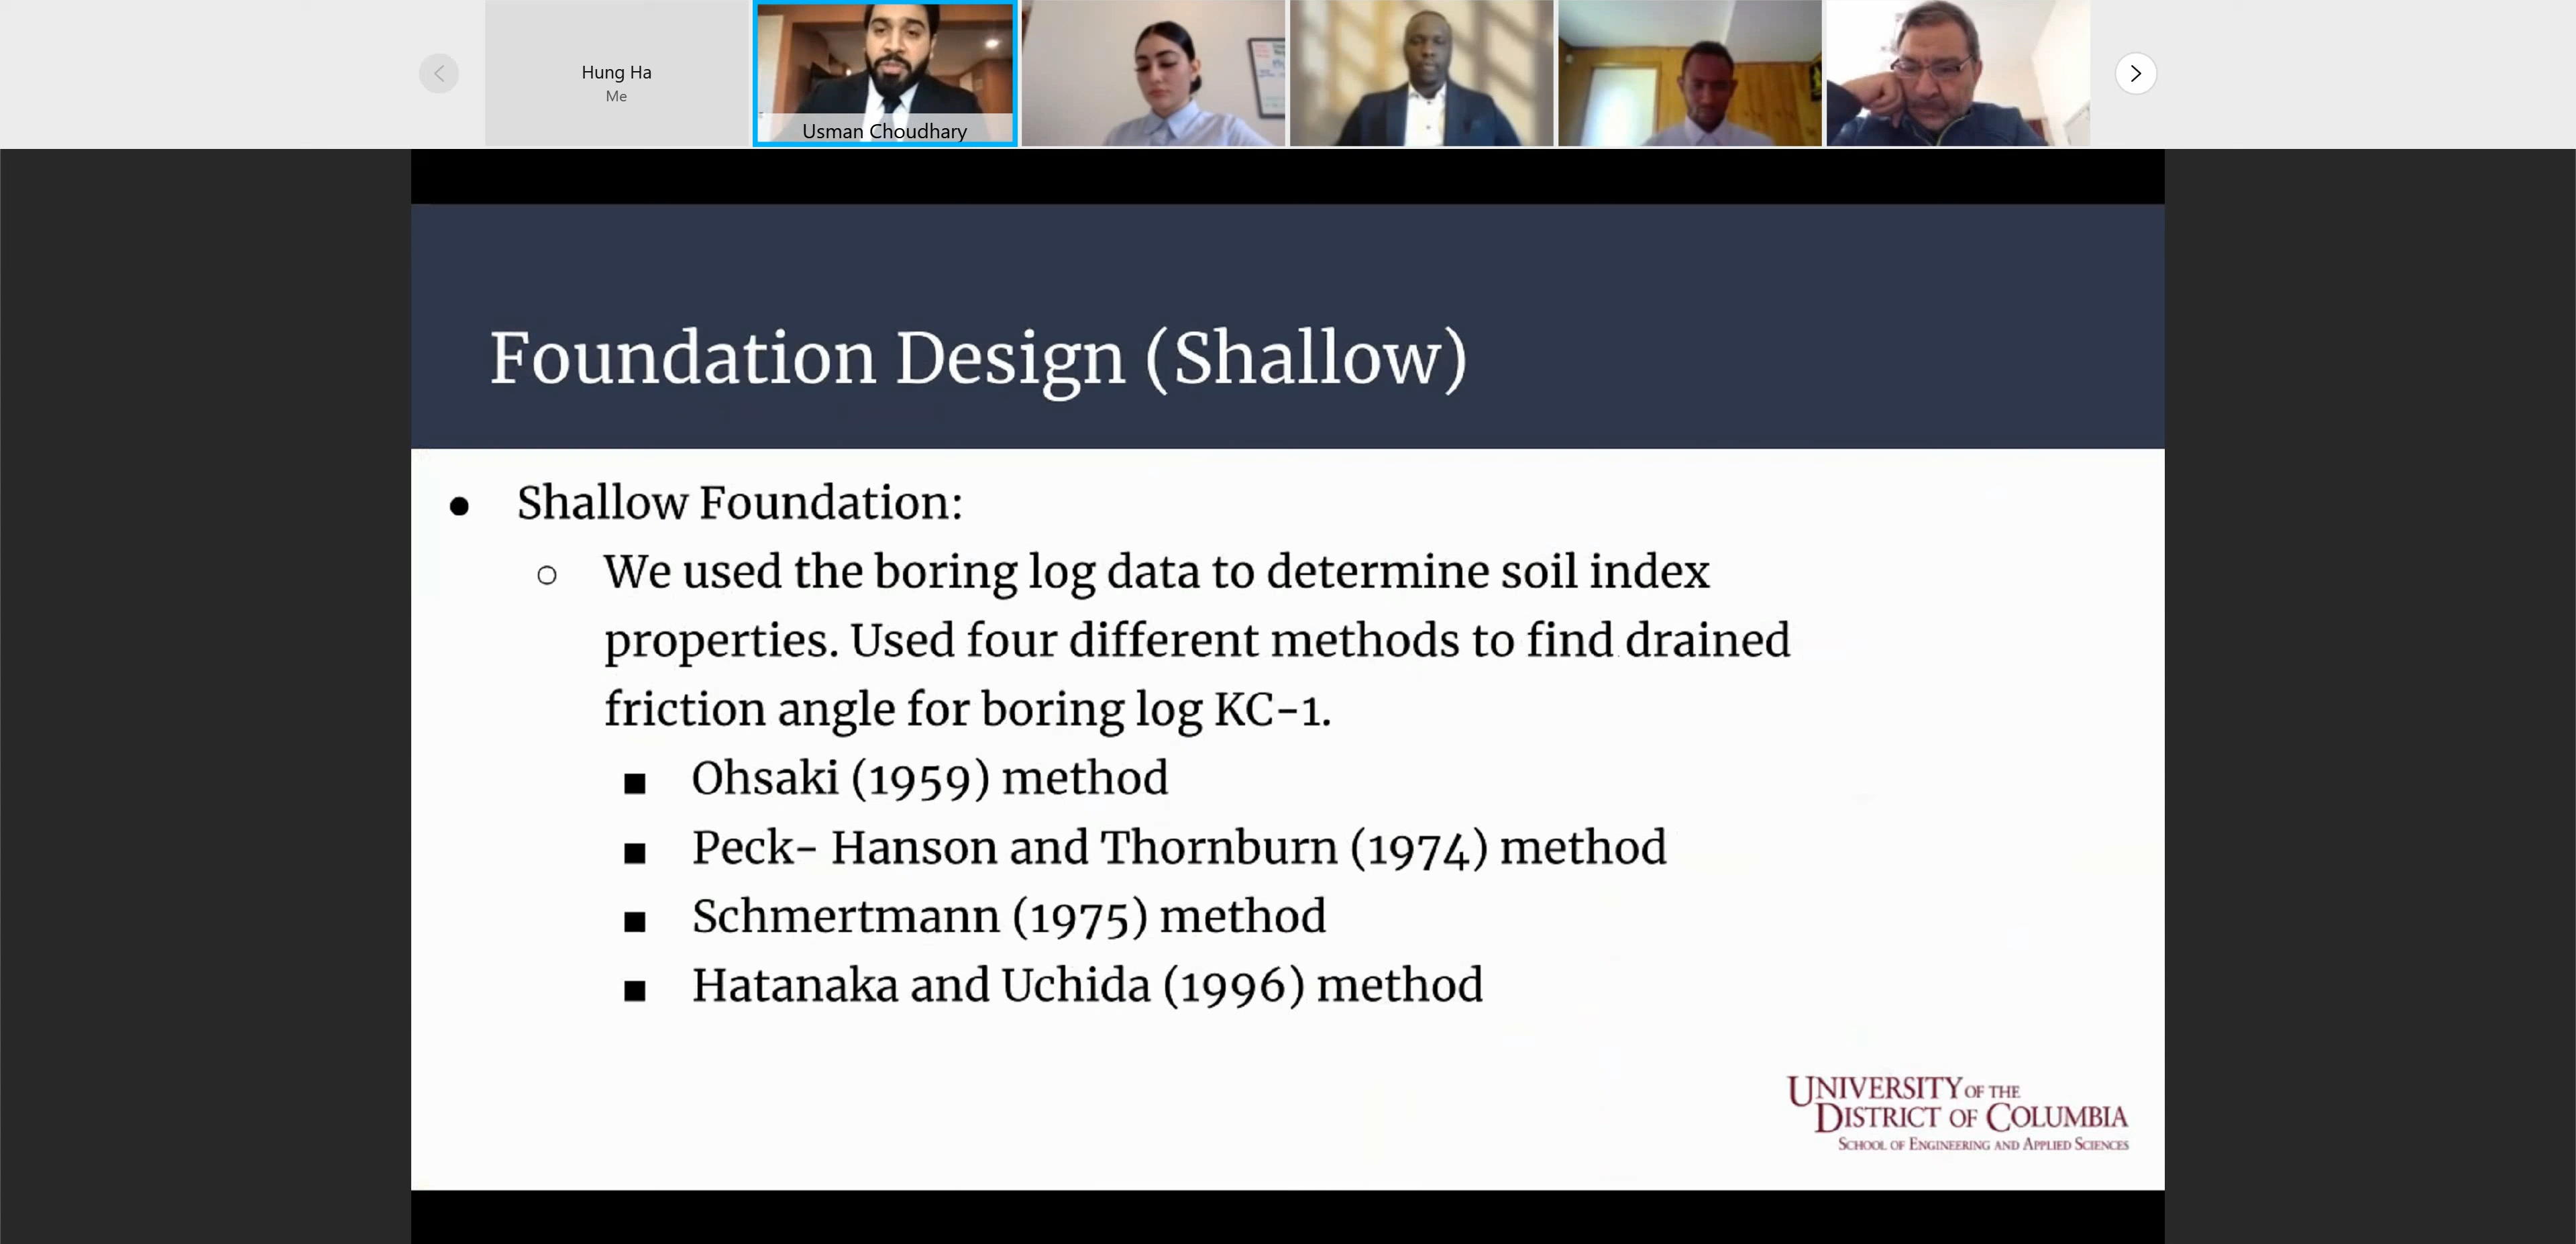 Hung Ha
Me
Usman Choudhary
Foundation Design (Shallow)
● Shallow Foundation:
○ We used the boring log data to determine soil index
properties. Used four different methods to find drained
friction angle for boring log KC-1.
■ Ohsaki (1959) method
■ Peck- Hanson and Thornburn (1974) method
■ Schmertmann (1975) method
■ Hatanaka and Uchida (1996) method
UNIVERSITY OF THE
DISTRICT OF COLUMBIA
SCHOOL OF ENGINEERING AND APPLIED SCIENCES